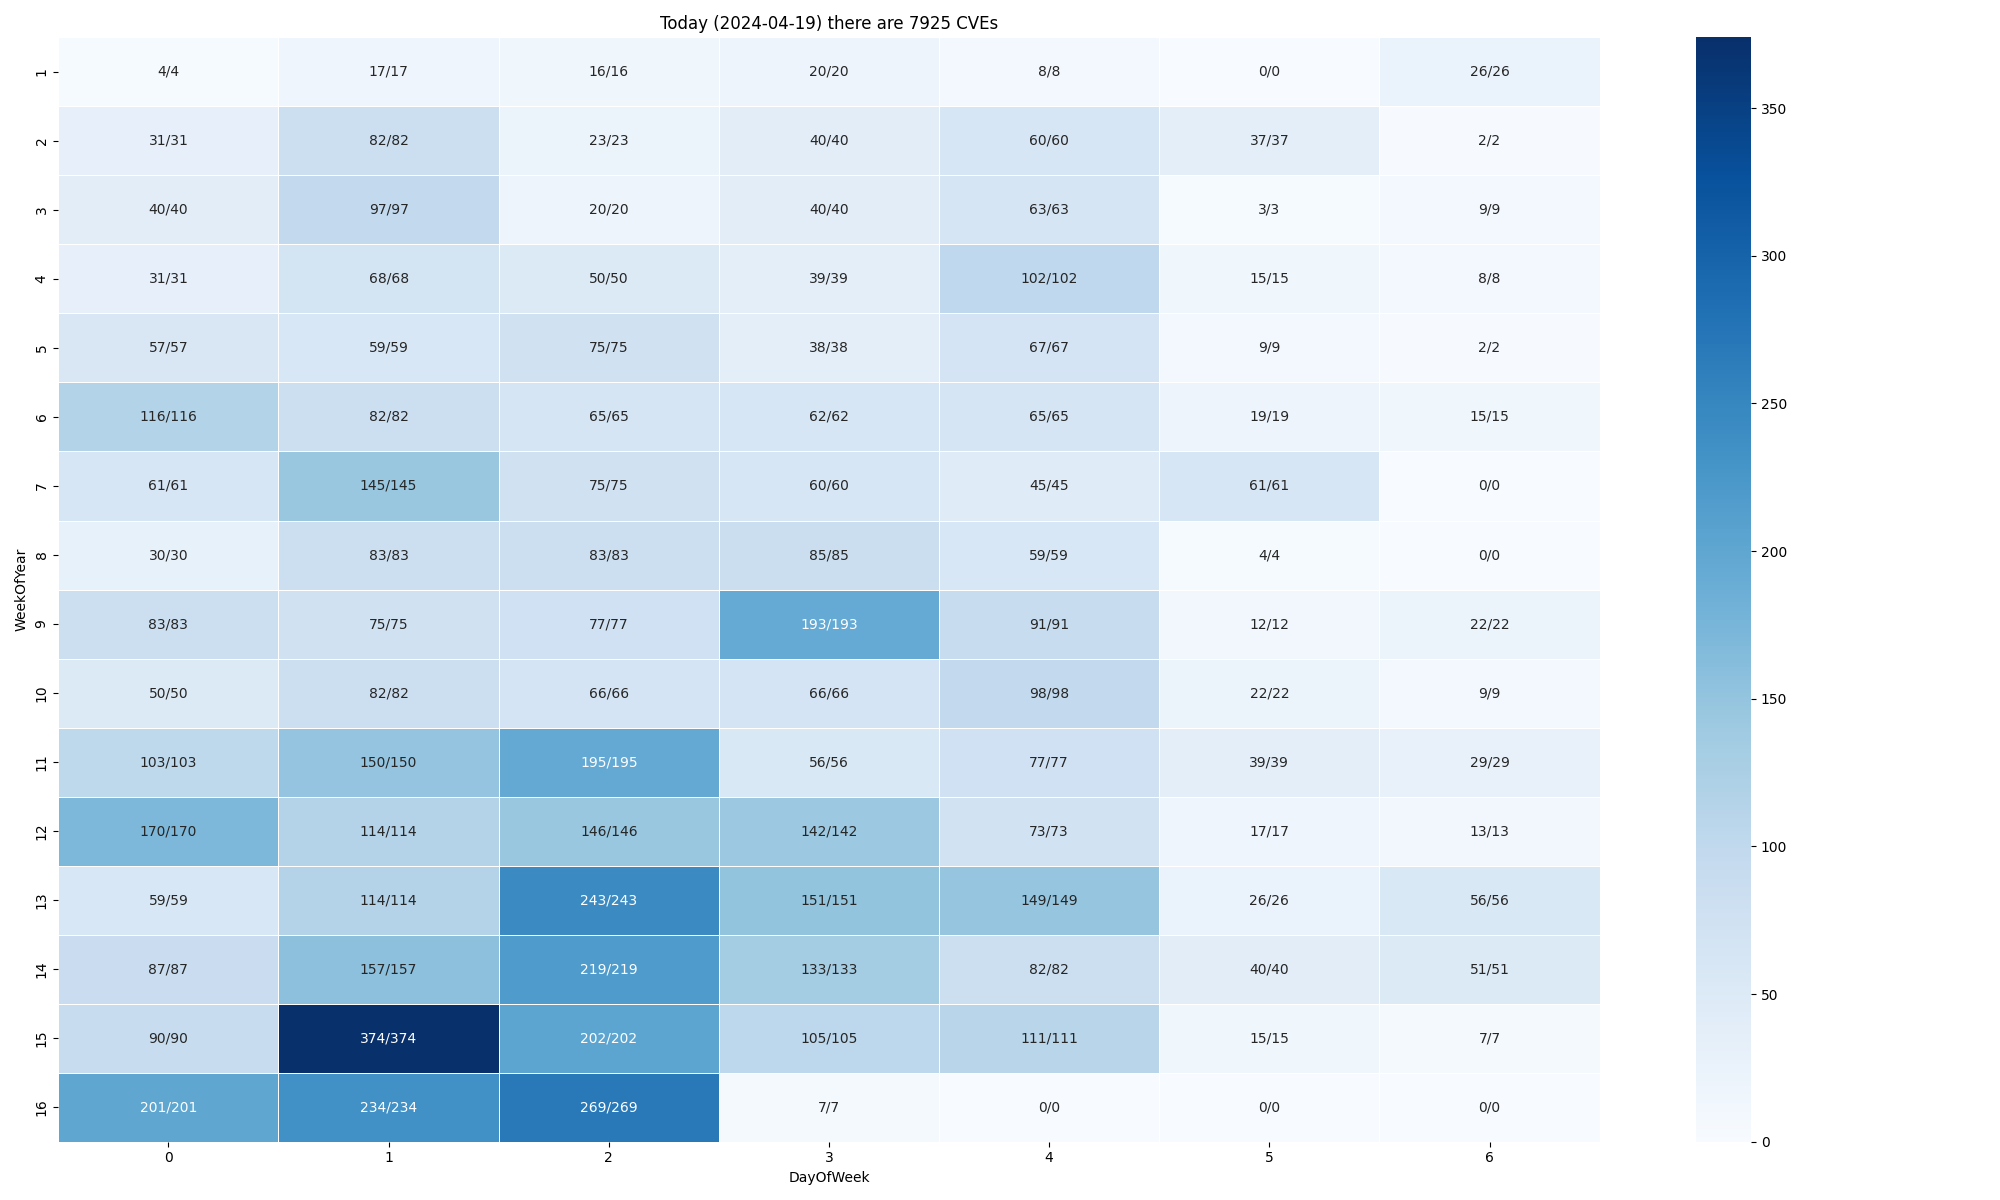 Today (2024-04-19) there are 7925 CVEs
1 4/4 17/17 16/16 20/20 8/8 0/0 26/26
2 31/31 82/82 23/23 40/40 60/60 37/37 2/2
3 40/40 97/97 20/20 40/40 63/63 3/3 9/9
4 31/31 68/68 50/50 39/39 102/102 15/15 8/8
5 57/57 59/59 75/75 38/38 67/67 9/9 2/2
6 116/116 82/82 65/65 62/62 65/65 19/19 15/15
7 61/61 145/145 75/75 60/60 45/45 61/61 0/0
8 30/30 83/83 83/83 85/85 59/59 4/4 0/0
9 83/83 75/75 77/77 193/193 91/91 12/12 22/22
10 50/50 82/82 66/66 66/66 98/98 22/22 9/9
11 103/103 150/150 195/195 56/56 77/77 39/39 29/29
12 170/170 114/114 146/146 142/142 73/73 17/17 13/13
13 59/59 114/114 243/243 151/151 149/149 26/26 56/56
14 87/87 157/157 219/219 133/133 82/82 40/40 51/51
15 90/90 374/374 202/202 105/105 111/111 15/15 7/7
16 201/201 234/234 269/269 7/7 0/0 0/0 0/0
0 1 2 3 4 5 6
DayOfWeek
WeekOfYear
350
300
250
200
150
100
50
0